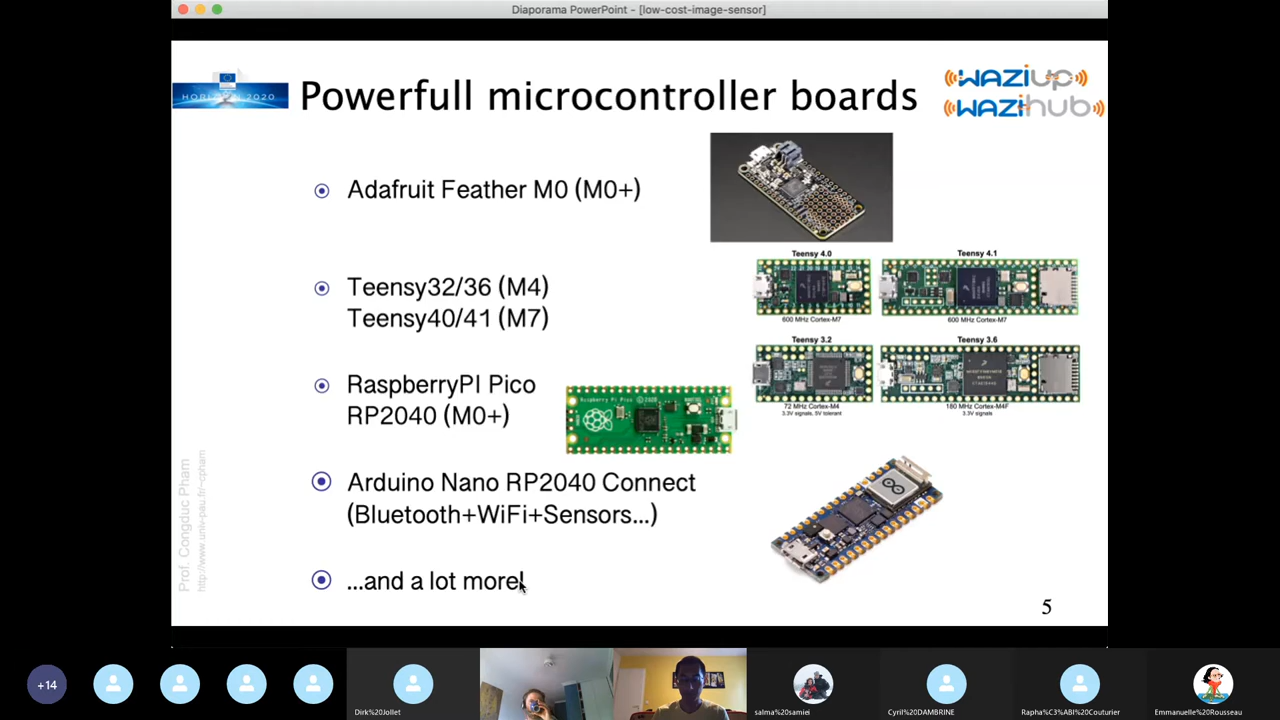 Diaporama PowerPoint - [low-cost-image-sensor]
HORIZON 2020
Powerfull microcontroller boards
WAZIUP
WAZIHUB
Adafruit Feather M0 (M0+)
Teensy32/36 (M4)
Teensy40/41 (M7)
RaspberryPI Pico
RP2040 (M0+)
Arduino Nano RP2040 Connect
(Bluetooth+WiFi+Sensors...)
...and a lot more!
Teensy 4.0
600 MHz Cortex-M7
Teensy 4.1
600 MHz Cortex-M7
Teensy 3.2
72 MHz Cortex-M4
3.3V signals, 5V tolerant
Teensy 3.6
180 MHz Cortex-M4F
3.3V signals
Raspberry Pi Pico ©2020
Prof. Congduc Pham
http://www.univ-pau.fr/~cpham
5
+14
Dirk%20Jollet
salma%20samiei
Cyril%20DAMBRINE
Rapha%C3%ABl%20Couturier
Emmanuelle%20Rousseau